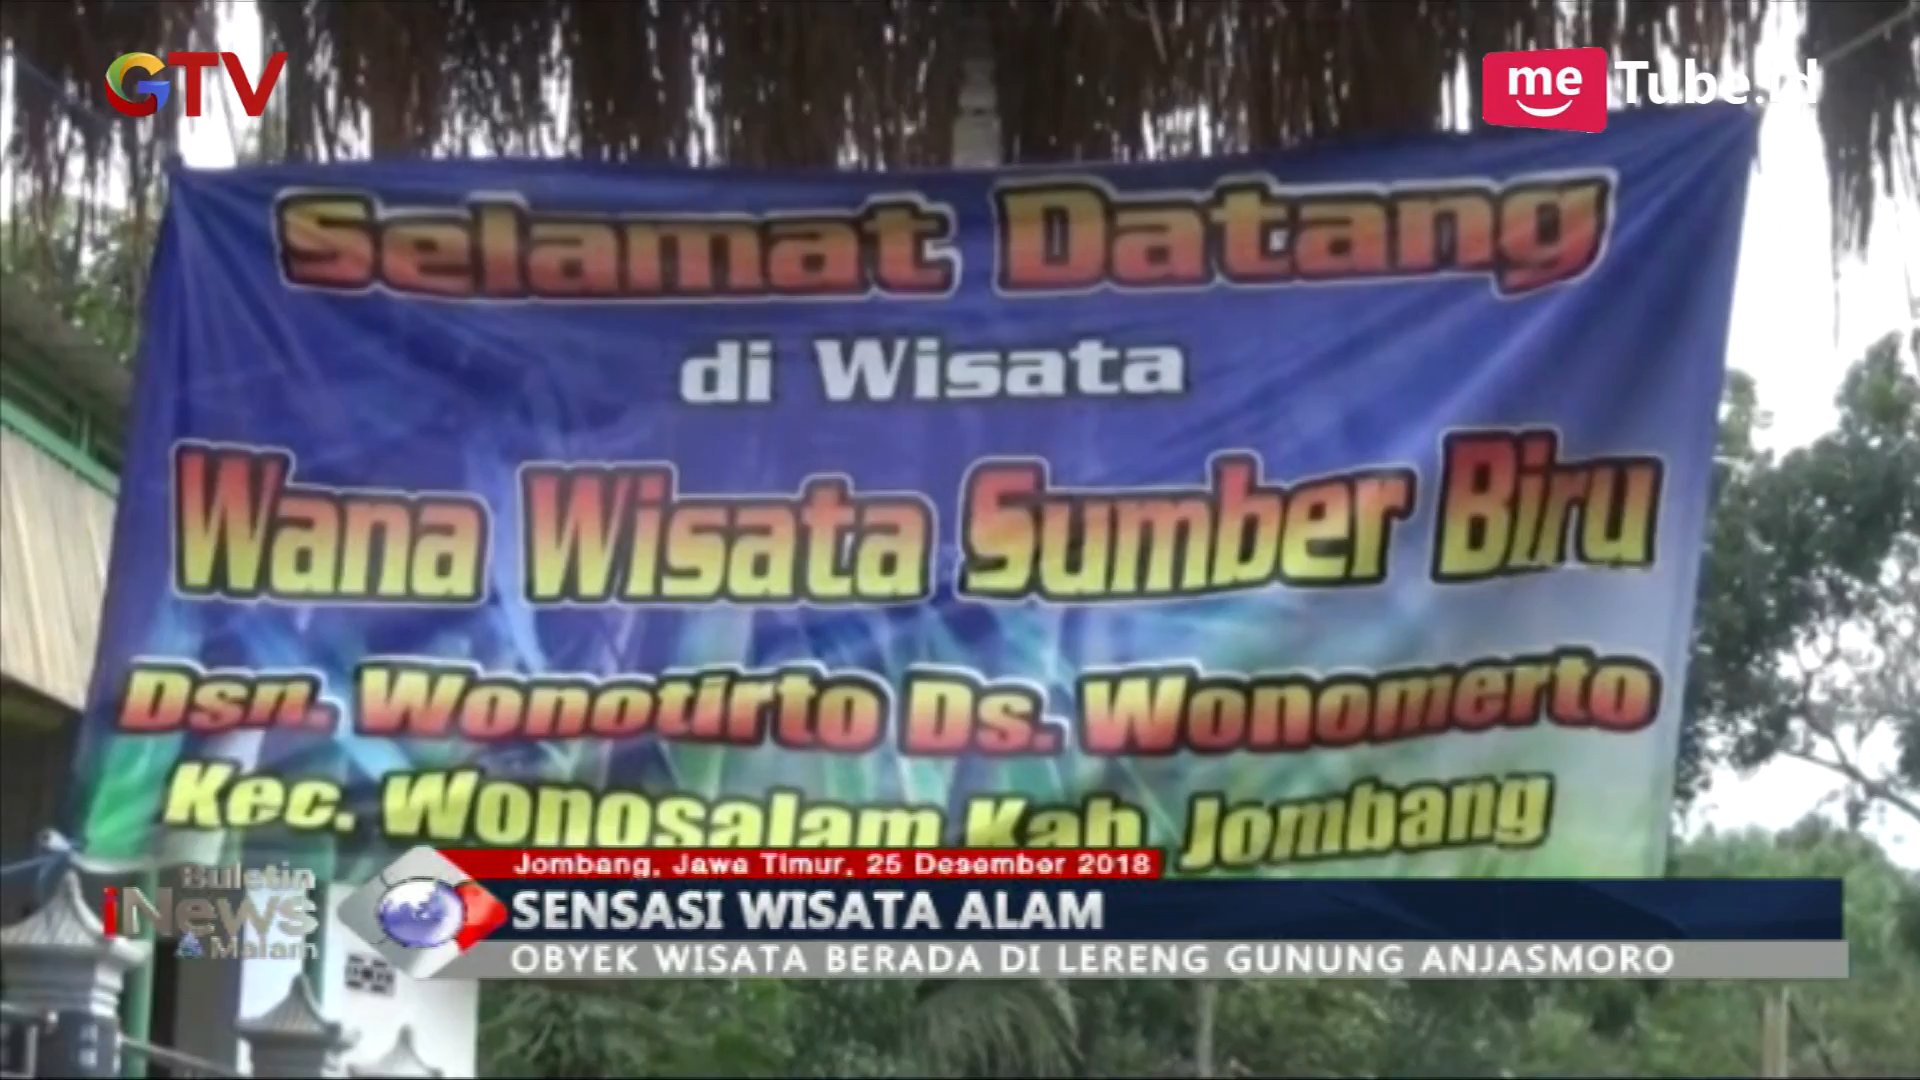 GTV
me Tube.id
Selamat Datang
di Wisata
Wana Wisata Sumber Biru
Dsn. Wonotirto Ds. Wonomerto
Kec. Wonosalam Kab. Jombang
Jombang, Jawa Timur, 25 Desember 2018
SENSASI WISATA ALAM
OBYEK WISATA BERADA DI LERENG GUNUNG ANJASMORO
Buletin
iNews
Malam